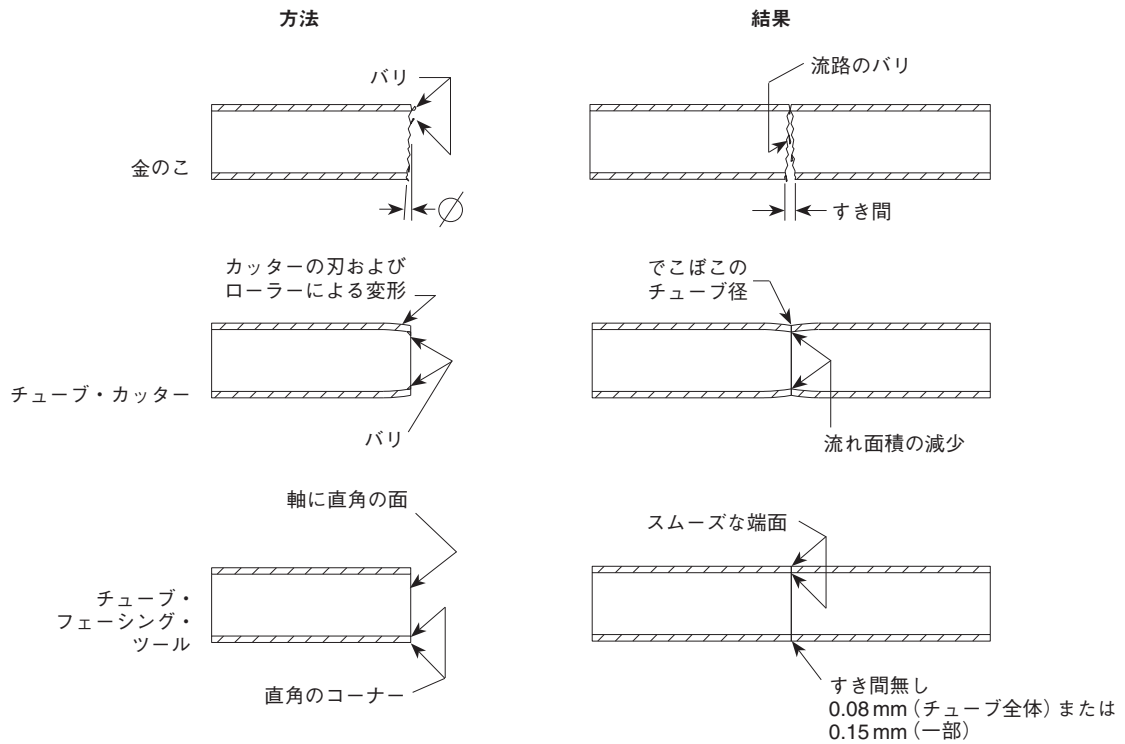 方法
結果
バリ
流路のバリ
金のこ
すき間
カッターの刃および
ローラーによる変形
でこぼこの
チューブ径
チューブ・カッター
バリ
流れ面積の減少
軸に直角の面
スムーズな端面
チューブ・
フェーシング・
ツール
直角のコーナー
すき間無し
0.08 mm（チューブ全体）または
0.15 mm（一部）